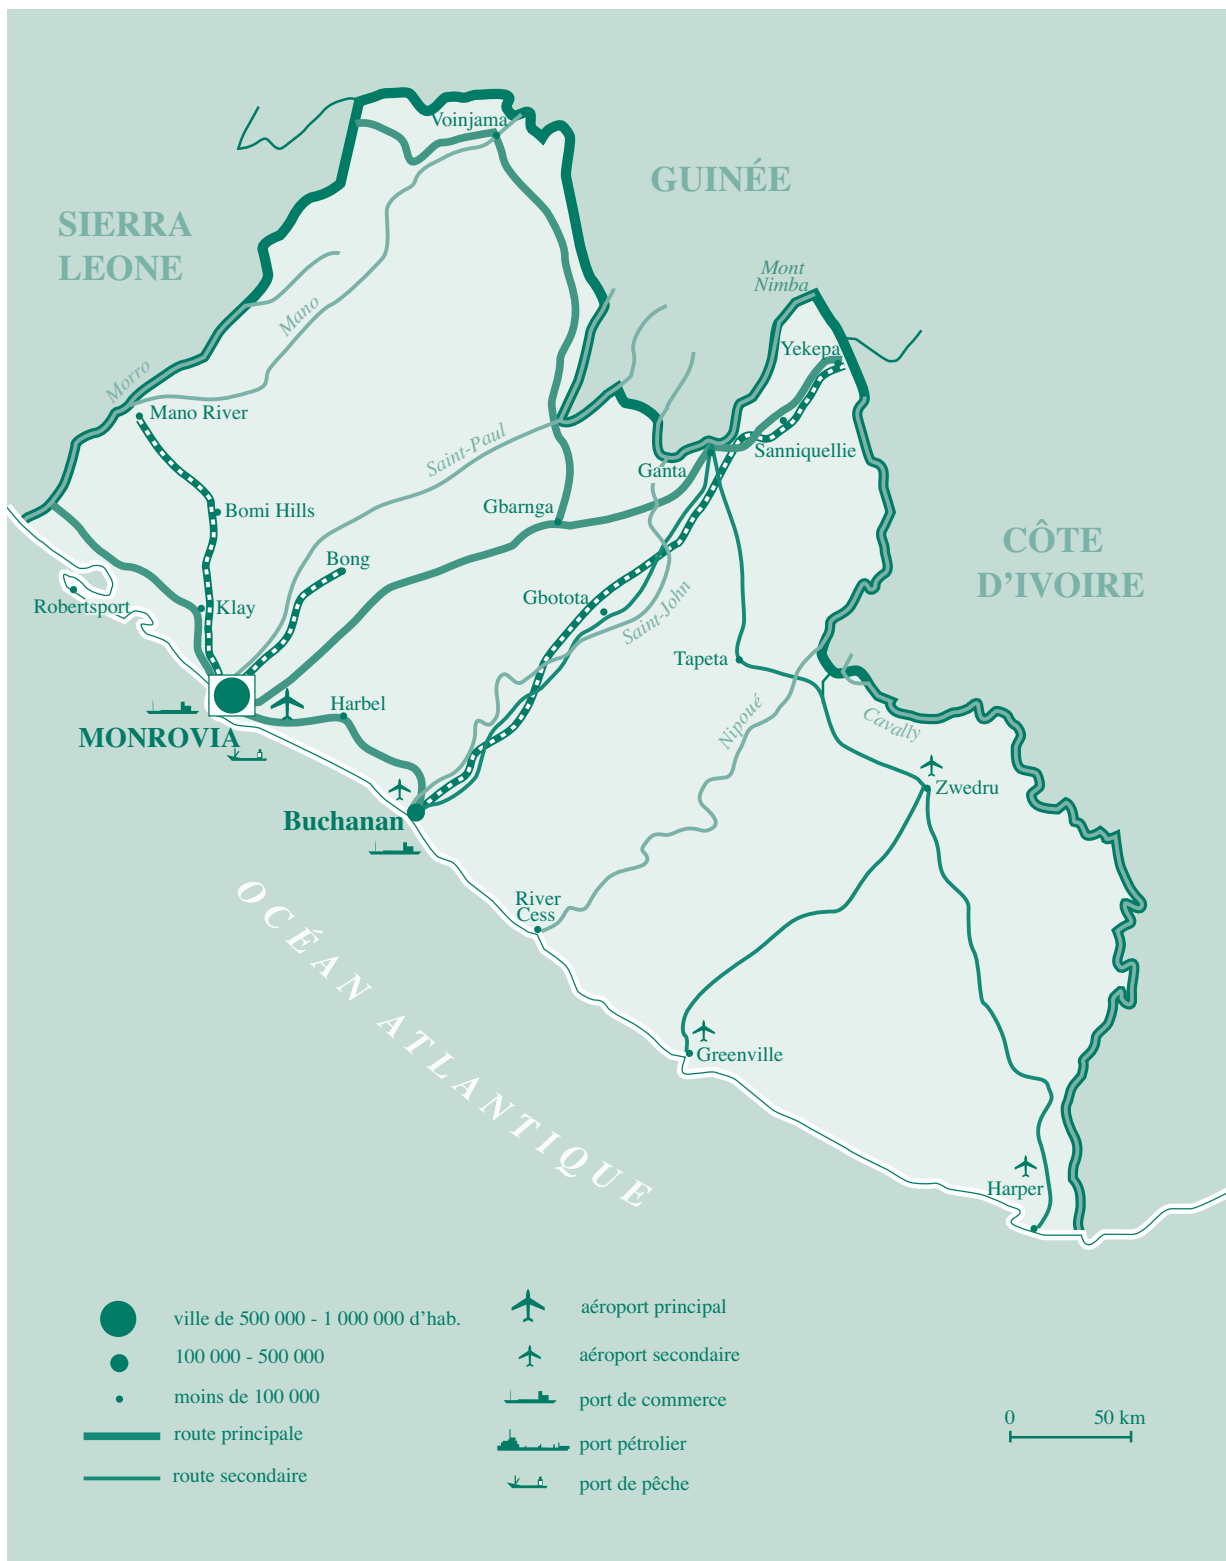 Voinjama
GUINÉE
SIERRA
LEONE
Mont
Nimba
Mano
Yekepa
Morro
Mano River
Saint-Paul
Sanniquellie
Ganta
Gbarnga
Bomi Hills
CÔTE
D’IVOIRE
Bong
Gbotota
Robertsport
Klay
Saint-John
Tapeta
Harbel
Nipoué
Cavally
MONROVIA
Zwedru
Buchanan
River
Cess
OCÉAN ATLANTIQUE
Greenville
Harper
ville de 500 000 - 1 000 000 d’hab.
100 000 - 500 000
moins de 100 000
route principale
route secondaire
aéroport principal
aéroport secondaire
port de commerce
port pétrolier
port de pêche
0 50 km